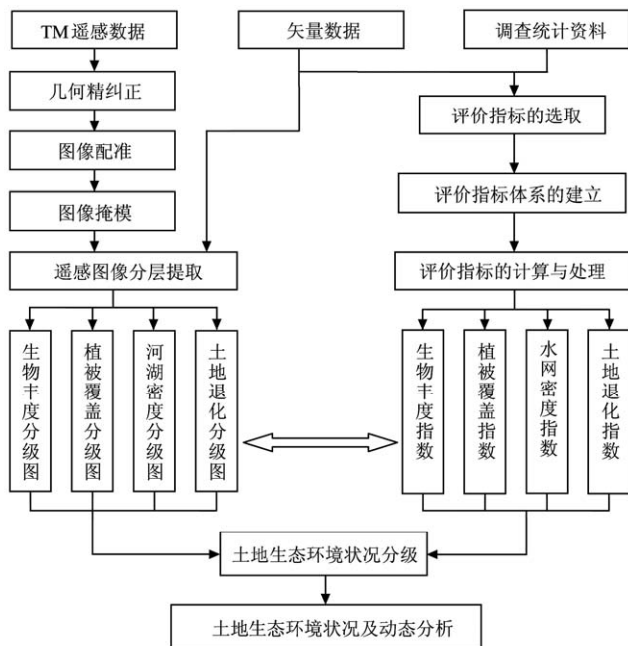 TM遥感数据
矢量数据
调查统计资料
几何精纠正
评价指标的选取
图像配准
图像掩模
评价指标体系的建立
遥感图像分层提取
评价指标的计算与处理
生物丰度分级图
植被覆盖分级图
河湖密度分级图
土地退化分级图
生物丰度指数
植被覆盖指数
水网密度指数
土地退化指数
土地生态环境状况分级
土地生态环境状况及动态分析